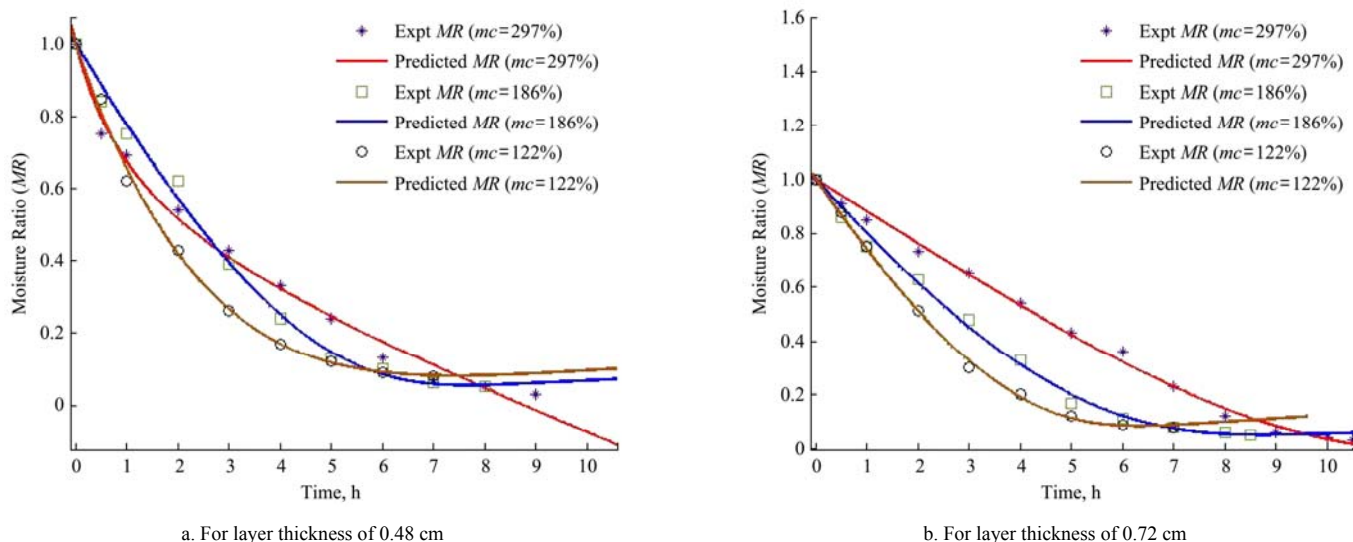 1.0
0.8
0.6
0.4
0.2
0
Moisture Ratio (MR)
0 1 2 3 4 5 6 7 8 9 10
Time, h
Expt MR (mc=297%)
Predicted MR (mc=297%)
Expt MR (mc=186%)
Predicted MR (mc=186%)
Expt MR (mc=122%)
Predicted MR (mc=122%)
a. For layer thickness of 0.48 cm
1.6
1.4
1.2
1.0
0.8
0.6
0.4
0.2
0
Moisture Ratio (MR)
0 1 2 3 4 5 6 7 8 9 10
Time, h
Expt MR (mc=297%)
Predicted MR (mc=297%)
Expt MR (mc=186%)
Predicted MR (mc=186%)
Expt MR (mc=122%)
Predicted MR (mc=122%)
b. For layer thickness of 0.72 cm